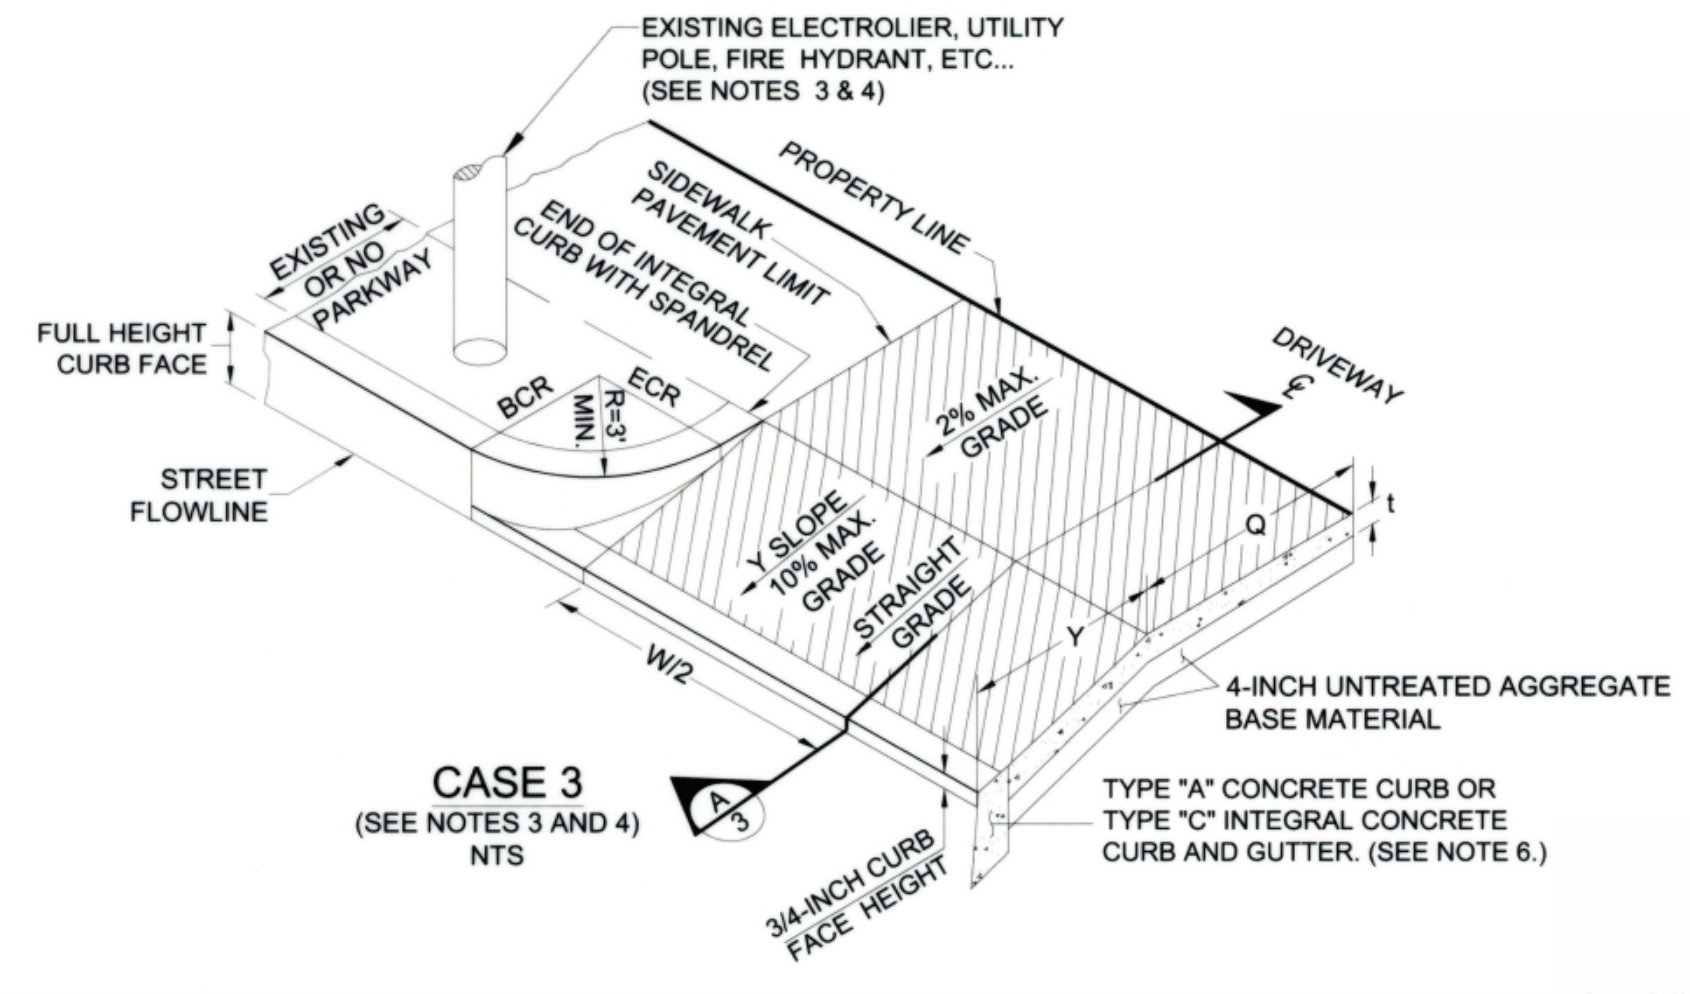 EXISTING ELECTROLIER, UTILITY
POLE, FIRE HYDRANT, ETC...
(SEE NOTES 3 & 4)
PROPERTY LINE
SIDEWALK
PAVEMENT LIMIT
END OF INTEGRAL
CURB WITH SPANDREL
EXISTING
OR NO
PARKWAY
FULL HEIGHT
CURB FACE
STREET
FLOWLINE
BCR
ECR
R=3'
MIN.
2% MAX.
GRADE
DRIVEWAY
℄
Y SLOPE
10% MAX.
GRADE
STRAIGHT
GRADE
Q
t
Y
W/2
4-INCH UNTREATED AGGREGATE
BASE MATERIAL
CASE 3
(SEE NOTES 3 AND 4)
NTS
A
3
3/4-INCH CURB
FACE HEIGHT
TYPE "A" CONCRETE CURB OR
TYPE "C" INTEGRAL CONCRETE
CURB AND GUTTER. (SEE NOTE 6.)